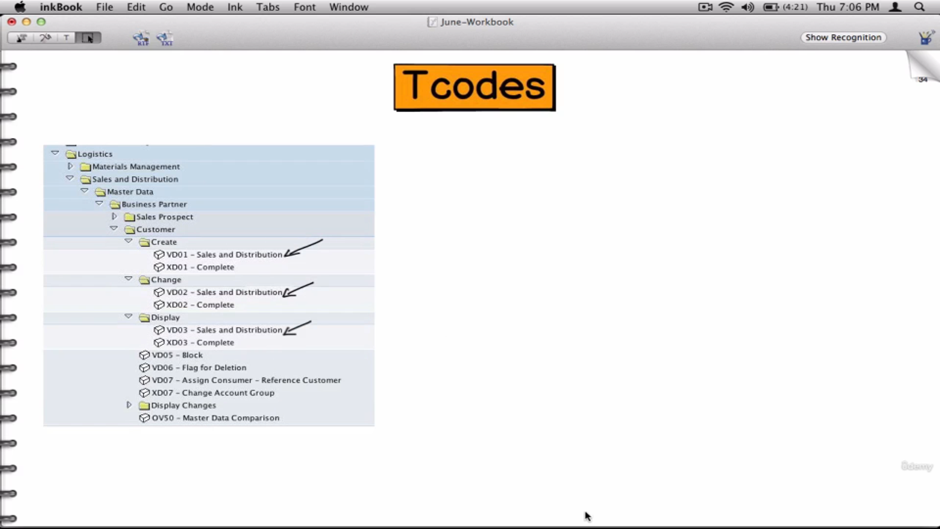 inkBook File Edit Go Mode Ink Tabs Font Window (4:21) Thu 7:06 PM
June-Workbook
T Show Recognition
34
Tcodes
Logistics
Materials Management
Sales and Distribution
Master Data
Business Partner
Sales Prospect
Customer
Create
VD01 - Sales and Distribution
XD01 - Complete
Change
VD02 - Sales and Distribution
XD02 - Complete
Display
VD03 - Sales and Distribution
XD03 - Complete
VD05 - Block
VD06 - Flag for Deletion
VD07 - Assign Consumer - Reference Customer
XD07 - Change Account Group
Display Changes
OV50 - Master Data Comparison
Udemy